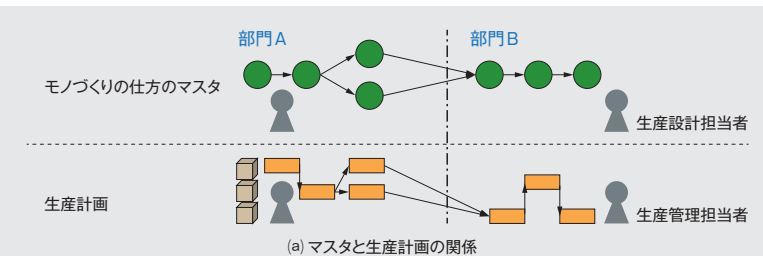 部門A
部門B
モノづくりの仕方のマスタ
生産設計担当者
生産計画
生産管理担当者
(a) マスタと生産計画の関係